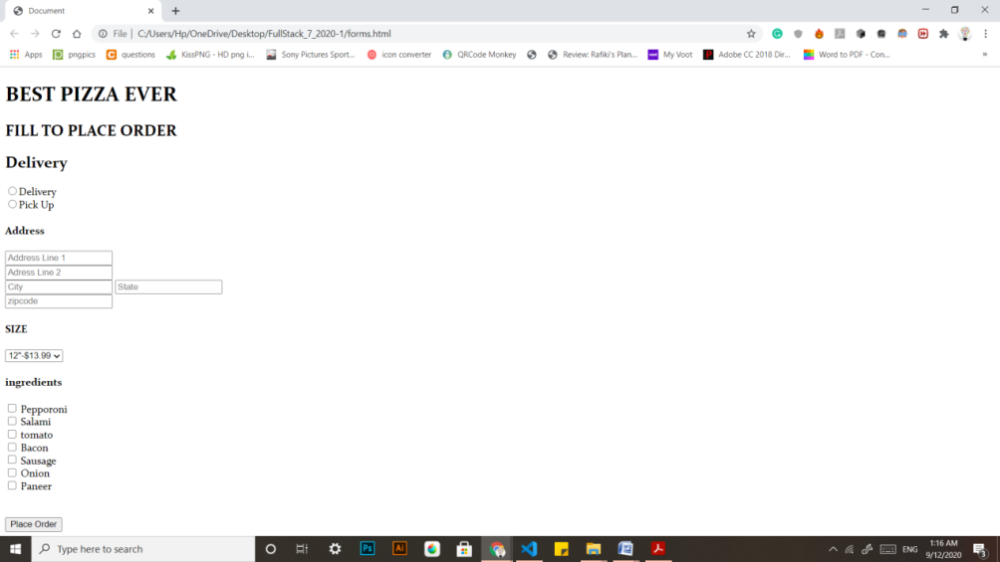 Document
File C:/Users/Hp/OneDrive/Desktop/FullStack_7_2020-1/forms.html
Apps pngpics questions KissPNG - HD png i... Sony Pictures Sport... icon converter QRCode Monkey Review: Rafiki's Plan... My Voot Adobe CC 2018 Dir... Word to PDF - Con... »
BEST PIZZA EVER
FILL TO PLACE ORDER
Delivery
Delivery
Pick Up
Address
Address Line 1
Adress Line 2
City State
zipcode
SIZE
12"-$13.99
ingredients
Pepporoni
Salami
tomato
Bacon
Sausage
Onion
Paneer
Place Order
Type here to search Ps Ai ENG 1:16 AM 3
9/12/2020